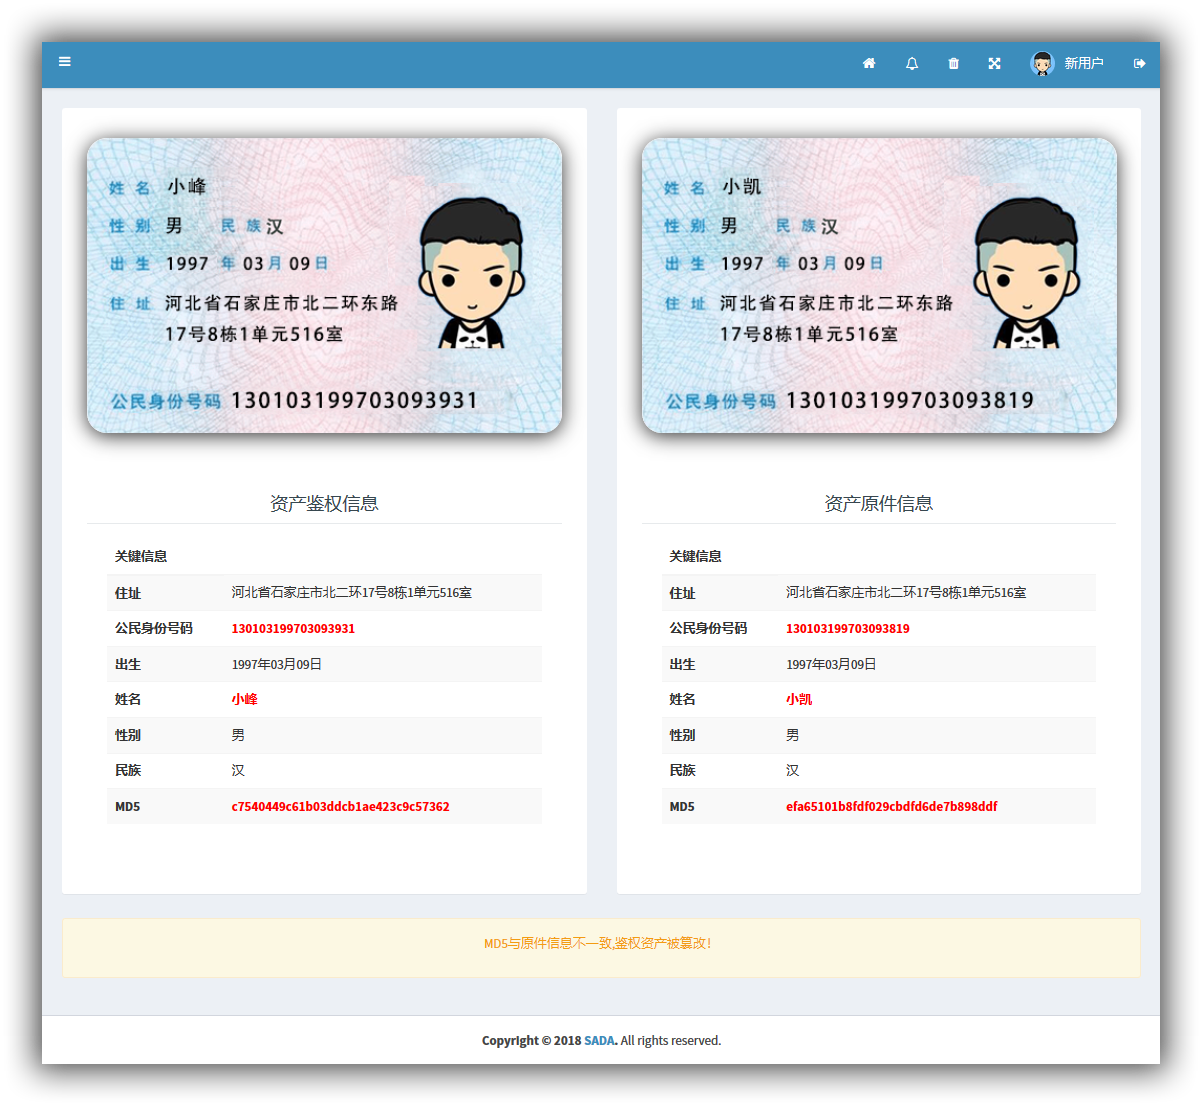 新用户
姓 名 小峰
性 别 男 民 族 汉
出 生 1997 年 03 月 09 日
住 址 河北省石家庄市北二环东路
17号8栋1单元516室
公民身份号码 130103199703093931
资产鉴权信息
关键信息
住址 河北省石家庄市北二环17号8栋1单元516室
公民身份号码 130103199703093931
出生 1997年03月09日
姓名 小峰
性别 男
民族 汉
MD5 c7540449c61b03ddcb1ae423c9c57362
姓 名 小凯
性 别 男 民 族 汉
出 生 1997 年 03 月 09 日
住 址 河北省石家庄市北二环东路
17号8栋1单元516室
公民身份号码 130103199703093819
资产原件信息
关键信息
住址 河北省石家庄市北二环17号8栋1单元516室
公民身份号码 130103199703093819
出生 1997年03月09日
姓名 小凯
性别 男
民族 汉
MD5 efa65101b8fdf029cbdfd6de7b898ddf
MD5与原件信息不一致,鉴权资产被篡改!
Copyright © 2018 SADA. All rights reserved.